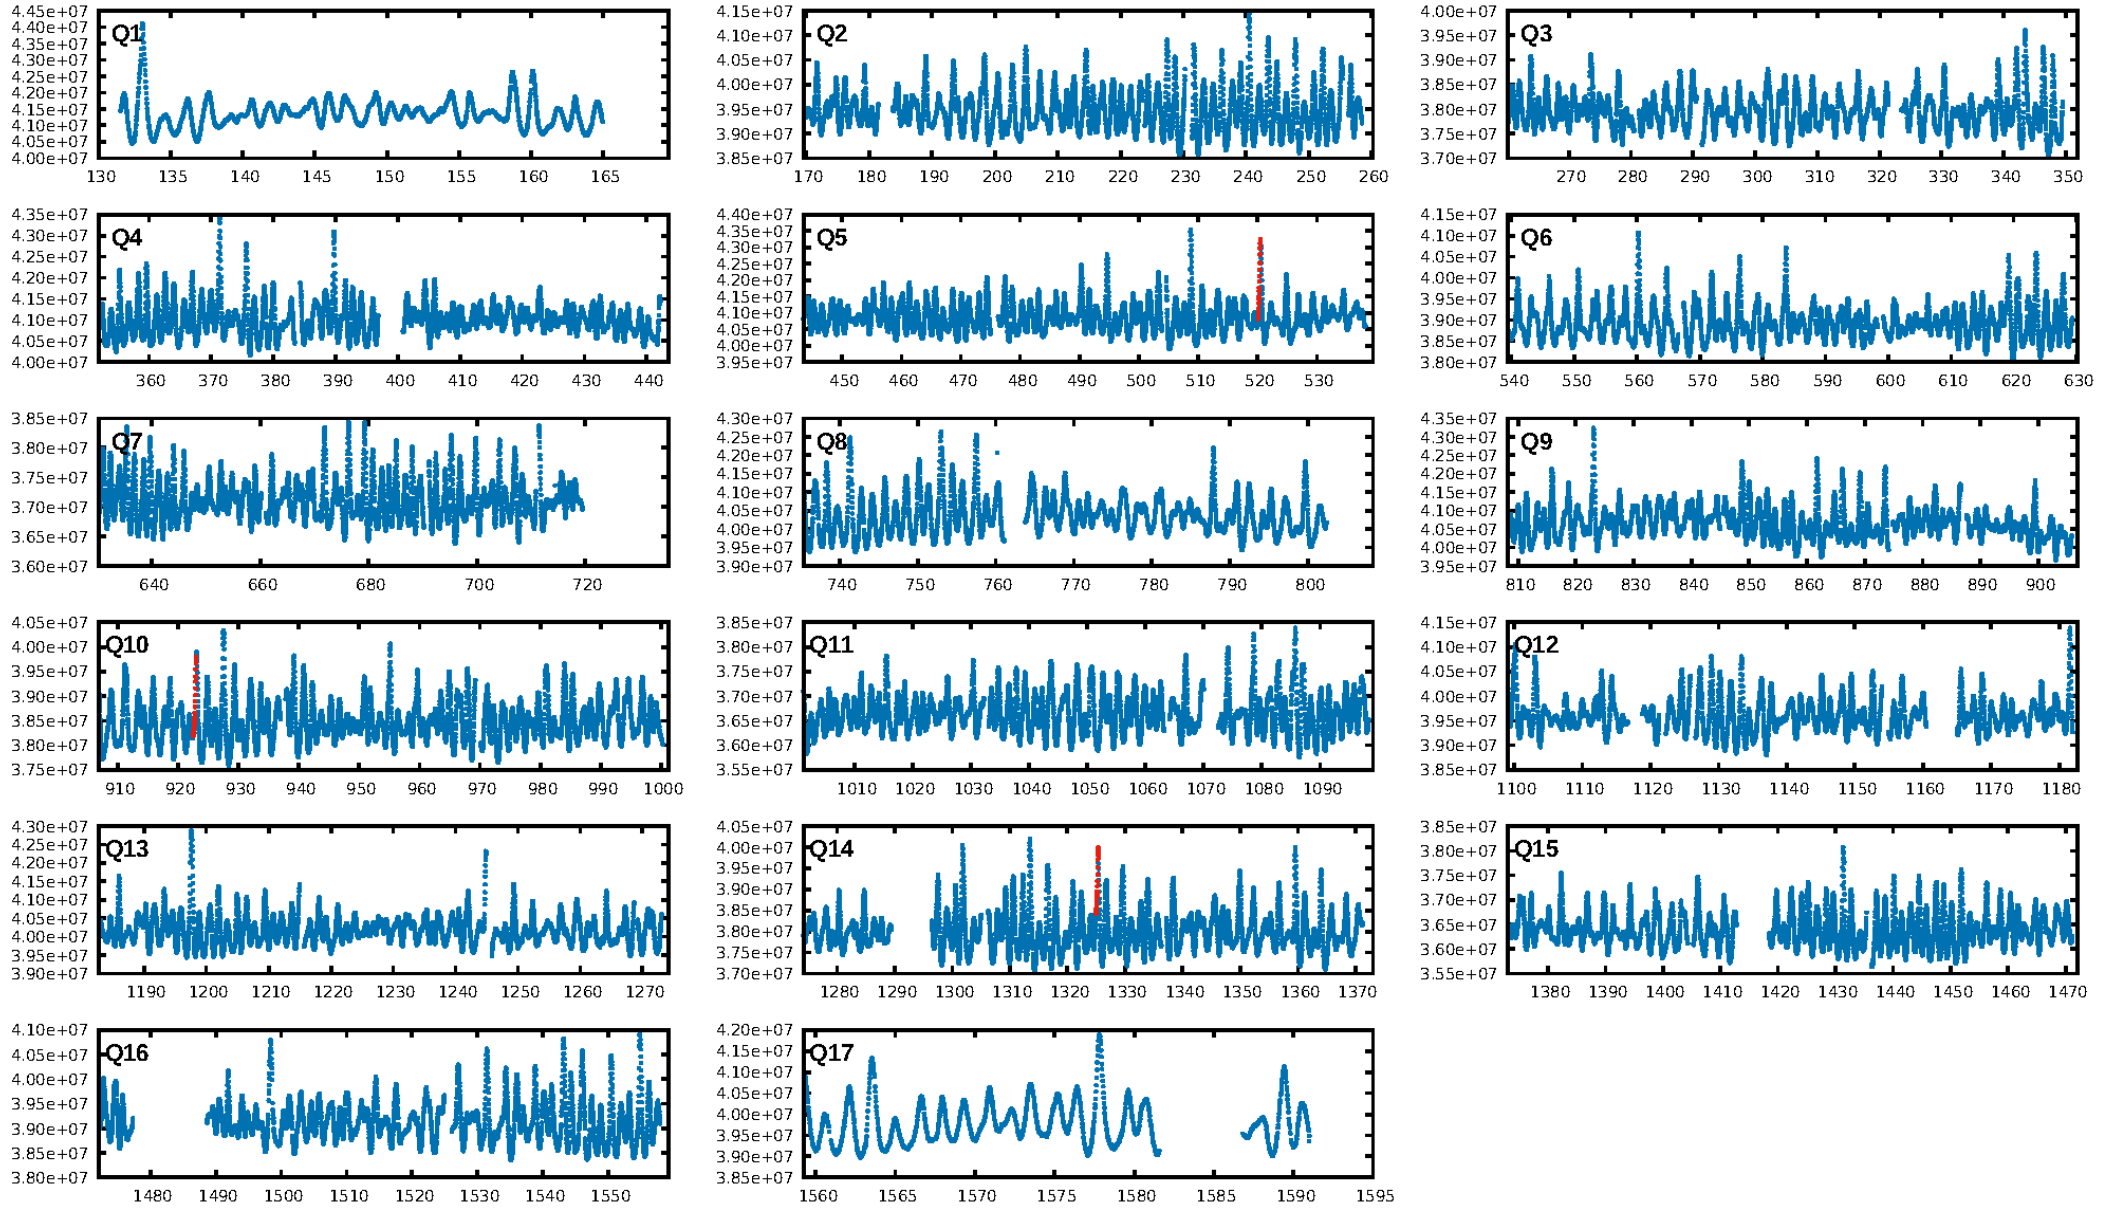 4.45e+07 4.40e+07 4.35e+07 4.30e+07 4.25e+07 4.20e+07 4.15e+07 4.10e+07 4.05e+07 4.00e+07
Q1
130 135 140 145 150 155 160 165
4.15e+07 4.10e+07 4.05e+07 4.00e+07 3.95e+07 3.90e+07 3.85e+07
Q2
170 180 190 200 210 220 230 240 250 260
4.00e+07 3.95e+07 3.90e+07 3.85e+07 3.80e+07 3.75e+07 3.70e+07
Q3
270 280 290 300 310 320 330 340 350
4.35e+07 4.30e+07 4.25e+07 4.20e+07 4.15e+07 4.10e+07 4.05e+07 4.00e+07
Q4
360 370 380 390 400 410 420 430 440
4.40e+07 4.35e+07 4.30e+07 4.25e+07 4.20e+07 4.15e+07 4.10e+07 4.05e+07 4.00e+07 3.95e+07
Q5
450 460 470 480 490 500 510 520 530
4.15e+07 4.10e+07 4.05e+07 4.00e+07 3.95e+07 3.90e+07 3.85e+07 3.80e+07
Q6
540 550 560 570 580 590 600 610 620 630
3.85e+07 3.80e+07 3.75e+07 3.70e+07 3.65e+07 3.60e+07
Q7
640 660 680 700 720
4.30e+07 4.25e+07 4.20e+07 4.15e+07 4.10e+07 4.05e+07 4.00e+07 3.95e+07 3.90e+07
Q8
740 750 760 770 780 790 800
4.35e+07 4.30e+07 4.25e+07 4.20e+07 4.15e+07 4.10e+07 4.05e+07 4.00e+07 3.95e+07
Q9
810 820 830 840 850 860 870 880 890 900
4.05e+07 4.00e+07 3.95e+07 3.90e+07 3.85e+07 3.80e+07 3.75e+07
Q10
910 920 930 940 950 960 970 980 990 1000
3.85e+07 3.80e+07 3.75e+07 3.70e+07 3.65e+07 3.60e+07 3.55e+07
Q11
1010 1020 1030 1040 1050 1060 1070 1080 1090
4.15e+07 4.10e+07 4.05e+07 4.00e+07 3.95e+07 3.90e+07 3.85e+07
Q12
1100 1110 1120 1130 1140 1150 1160 1170 1180
4.30e+07 4.25e+07 4.20e+07 4.15e+07 4.10e+07 4.05e+07 4.00e+07 3.95e+07 3.90e+07
Q13
1190 1200 1210 1220 1230 1240 1250 1260 1270
4.05e+07 4.00e+07 3.95e+07 3.90e+07 3.85e+07 3.80e+07 3.75e+07 3.70e+07
Q14
1280 1290 1300 1310 1320 1330 1340 1350 1360 1370
3.85e+07 3.80e+07 3.75e+07 3.70e+07 3.65e+07 3.60e+07 3.55e+07
Q15
1380 1390 1400 1410 1420 1430 1440 1450 1460 1470
4.10e+07 4.05e+07 4.00e+07 3.95e+07 3.90e+07 3.85e+07 3.80e+07
Q16
1480 1490 1500 1510 1520 1530 1540 1550
4.20e+07 4.15e+07 4.10e+07 4.05e+07 4.00e+07 3.95e+07 3.90e+07 3.85e+07
Q17
1560 1565 1570 1575 1580 1585 1590 1595